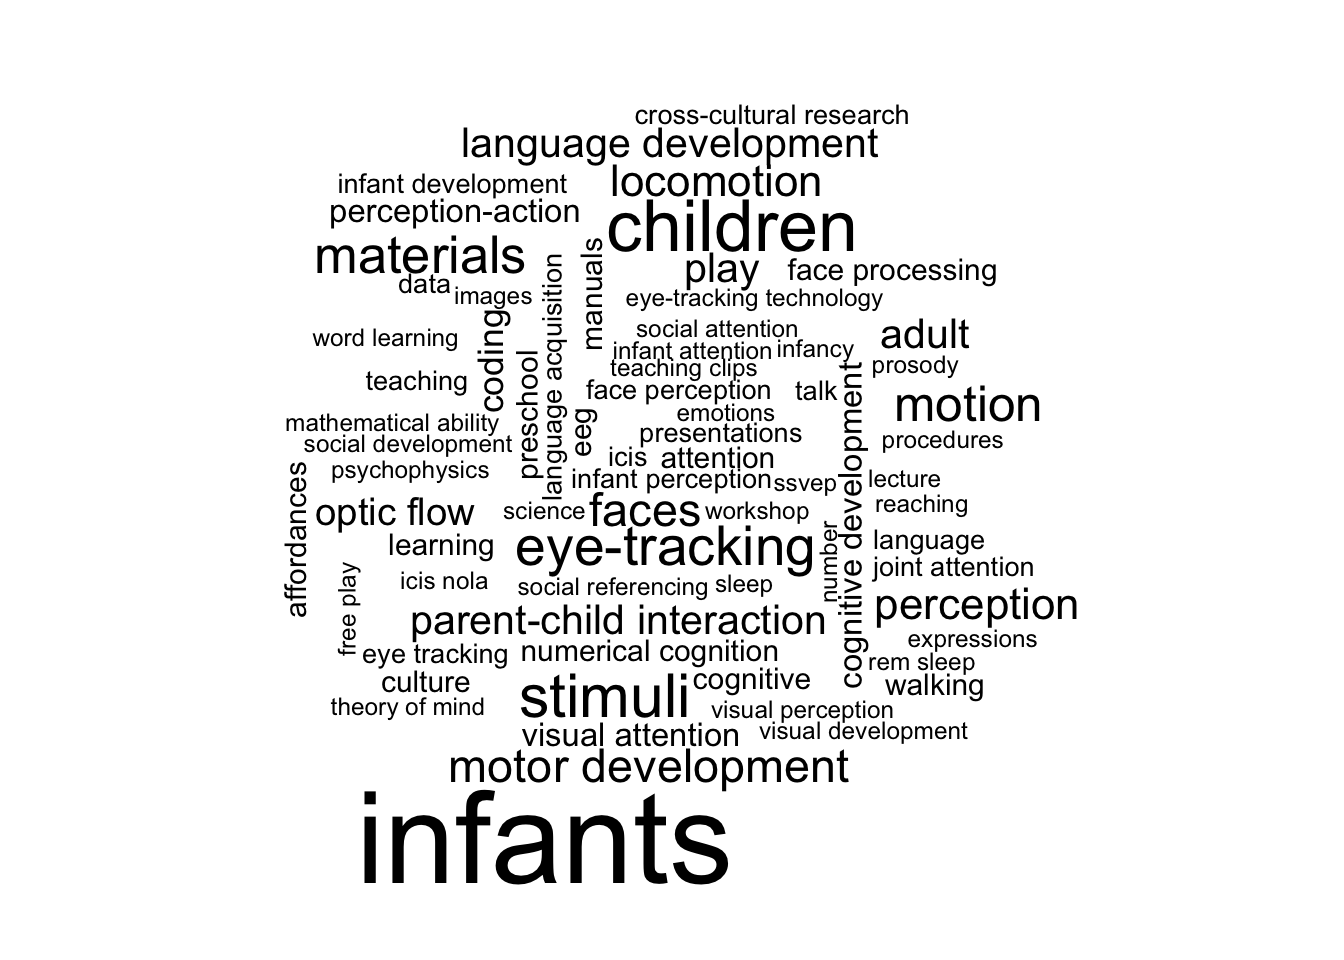 cross-cultural research
language development
infant development
locomotion
perception-action
children
materials
play
face processing
data
images
manuals
language acquisition
eye-tracking technology
word learning
coding
social attention
adult
infant attention
infancy
teaching clips
prosody
teaching
preschool
face perception
talk
motion
mathematical ability
eeg
emotions
social development
presentations
procedures
psychophysics
icis
attention
cognitive development
infant perception
ssvep
lecture
affordances
optic flow
science
faces
workshop
reaching
learning
eye-tracking
number
language
joint attention
free play
icis nola
social referencing
sleep
parent-child interaction
perception
eye tracking
numerical cognition
expressions
rem sleep
culture
stimuli
cognitive
walking
theory of mind
visual perception
visual attention
visual development
motor development
infants